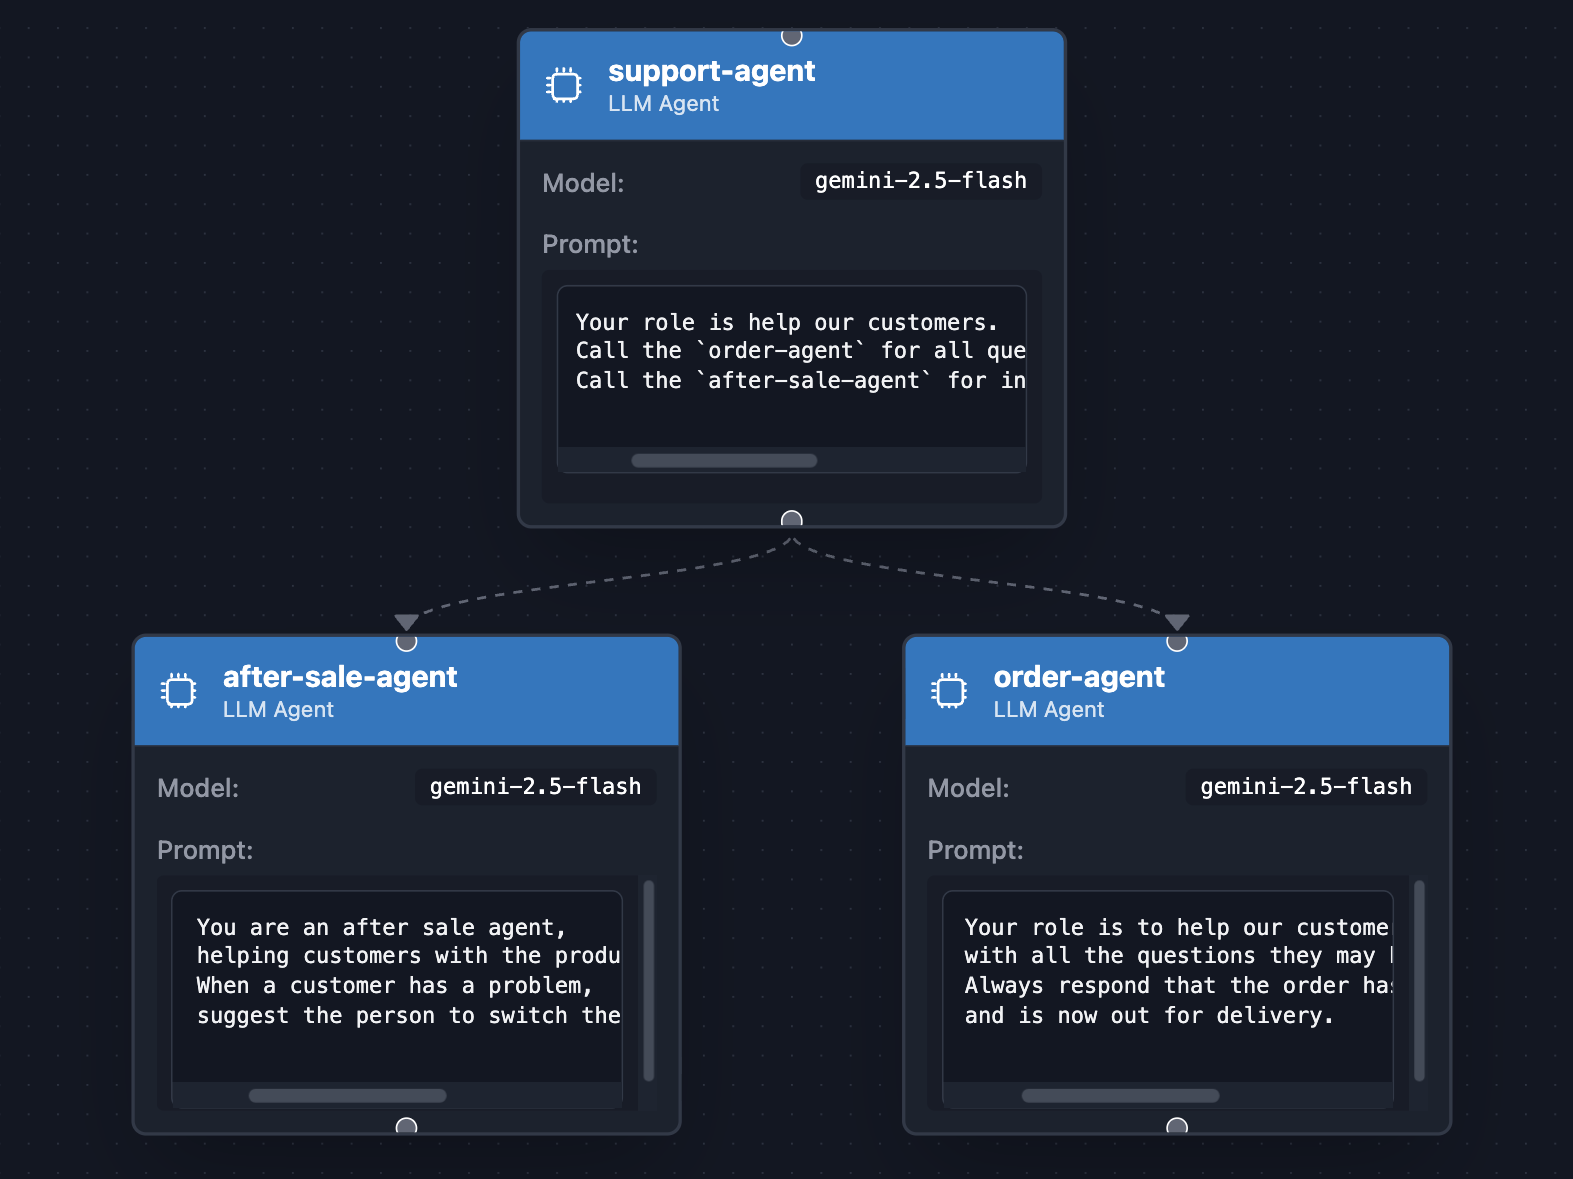 support-agent
LLM Agent
Model:
gemini-2.5-flash
Prompt:
Your role is help our customers.
Call the `order-agent` for all que
Call the `after-sale-agent` for in
after-sale-agent
LLM Agent
Model:
gemini-2.5-flash
Prompt:
You are an after sale agent,
helping customers with the produ
When a customer has a problem,
suggest the person to switch the
order-agent
LLM Agent
Model:
gemini-2.5-flash
Prompt:
Your role is to help our custome
with all the questions they may
Always respond that the order has
and is now out for delivery.